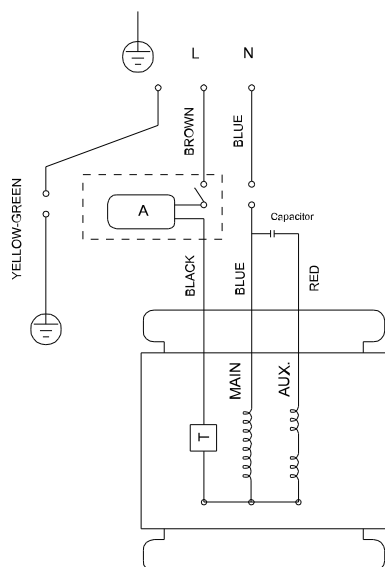 L
N
BROWN
BLUE
YELLOW-GREEN
A
Capacitor
BLACK
BLUE
RED
MAIN
AUX.
T